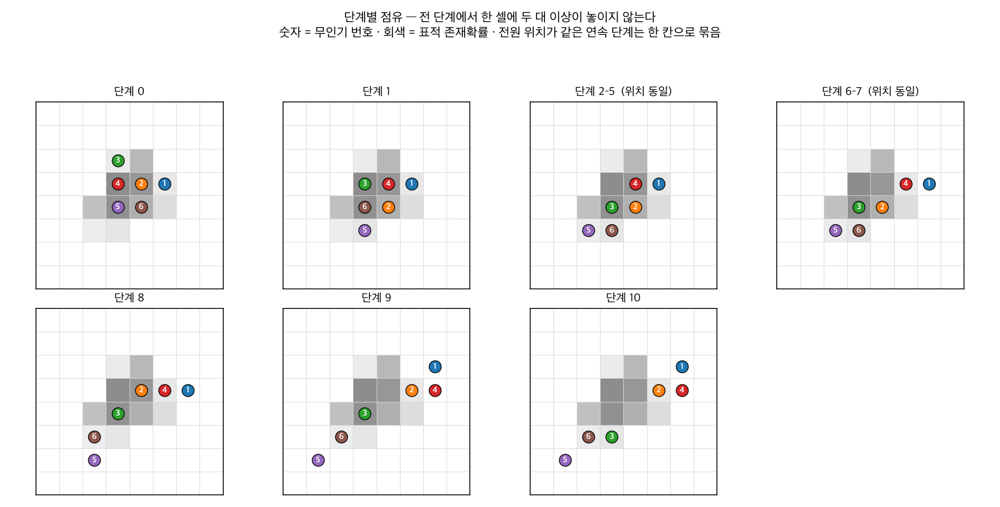 단계별 점유 — 전 단계에서 한 셀에 두 대 이상이 놓이지 않는다
숫자 = 무인기 번호 · 회색 = 표적 존재확률 · 전원 위치가 같은 연속 단계는 한 칸으로 묶음
단계 0
3
4 2 1
5 6
단계 1
3 4 1
6 2
5
단계 2-5 (위치 동일)
4 1
3 2
5 6
단계 6-7 (위치 동일)
4 1
3 2
5 6
단계 8
2 4 1
3
6
5
단계 9
1
2 4
3
6
5
단계 10
1
2 4
6 3
5